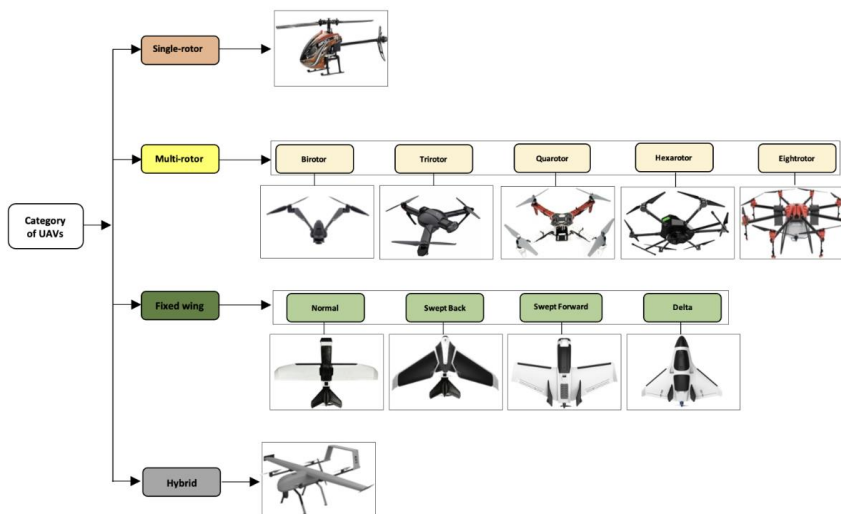 Single-rotor
Multi-rotor
Birotor
Trirotor
Quarotor
Hexarotor
Eightrotor
Category
of UAVs
Fixed wing
Normal
Swept Back
Swept Forward
Delta
Hybrid